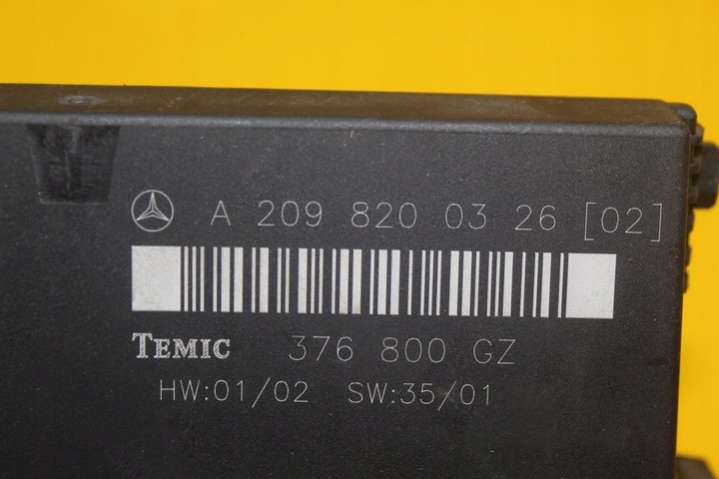 A 209 820 03 26 [02]
TEMIC 376 800 GZ
HW:01/02 SW:35/01